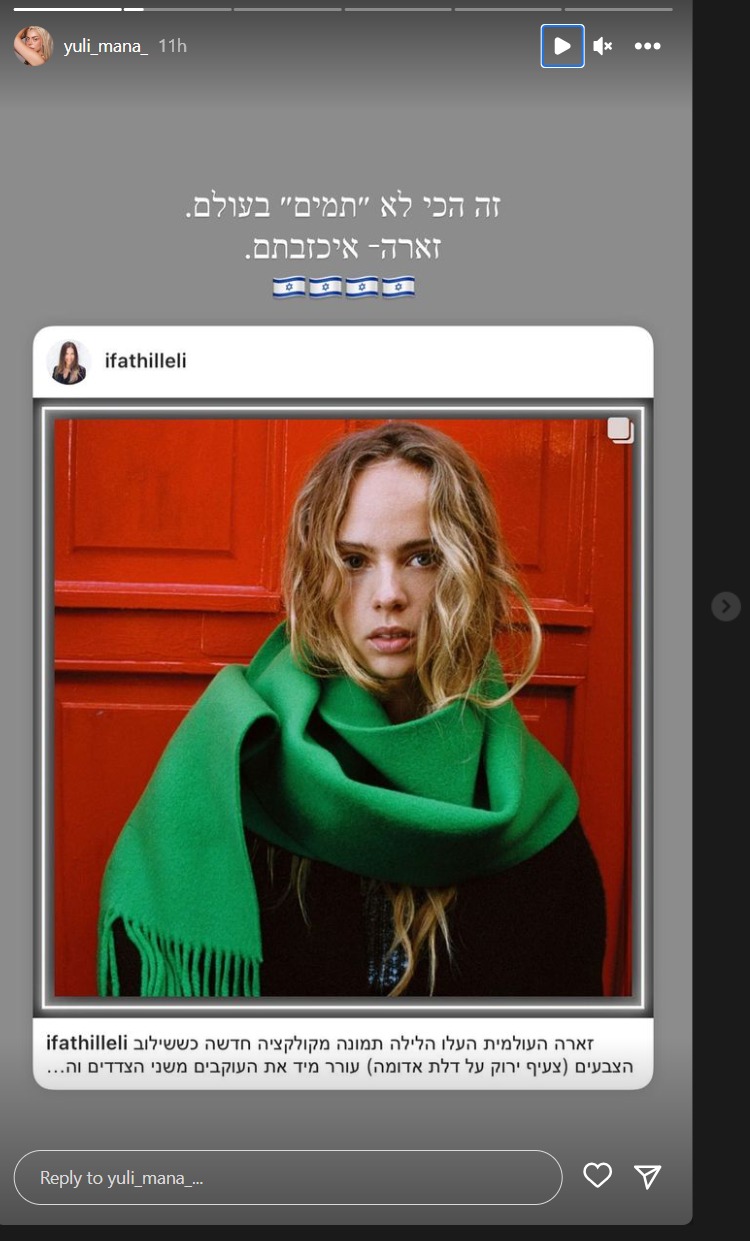 yuli_mana_ 11h
זה הכי לא "תמים" בעולם.
זארה- איכזבתם.
🇮🇱🇮🇱🇮🇱🇮🇱
ifathilleli
ifathilleli זארה העולמית העלו הלילה תמונה מקולקציה חדשה כששילוב
הצבעים (צעיף ירוק על דלת אדומה) עורר מיד את העוקבים משני הצדדים וה...
Reply to yuli_mana_...